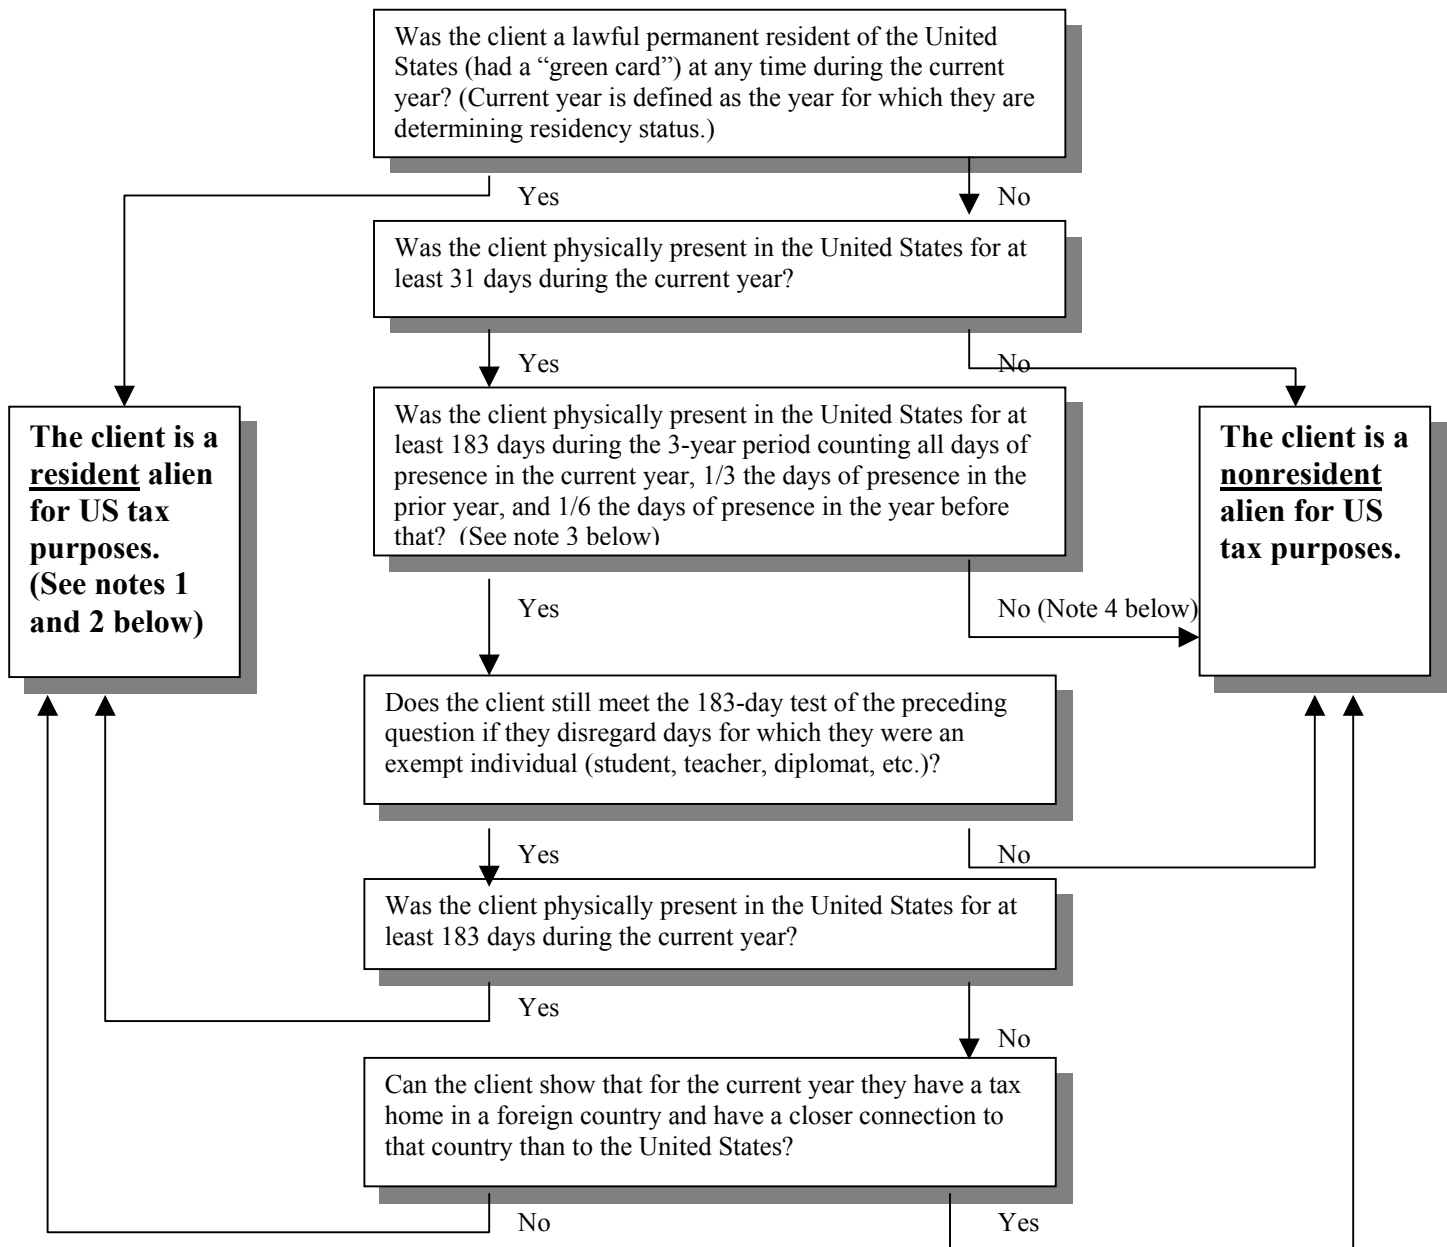 Was the client a lawful permanent resident of the United
States (had a “green card”) at any time during the current
year? (Current year is defined as the year for which they are
determining residency status.)
Yes
No
Was the client physically present in the United States for at
least 31 days during the current year?
Yes
No
The client is a
resident alien
for US tax
purposes.
(See notes 1
and 2 below)
Was the client physically present in the United States for at
least 183 days during the 3-year period counting all days of
presence in the current year, 1/3 the days of presence in the
prior year, and 1/6 the days of presence in the year before
that?  (See note 3 below)
The client is a
nonresident
alien for US
tax purposes.
Yes
No (Note 4 below)
Does the client still meet the 183-day test of the preceding
question if they disregard days for which they were an
exempt individual (student, teacher, diplomat, etc.)?
Yes
No
Was the client physically present in the United States for at
least 183 days during the current year?
Yes
No
Can the client show that for the current year they have a tax
home in a foreign country and have a closer connection to
that country than to the United States?
No
Yes